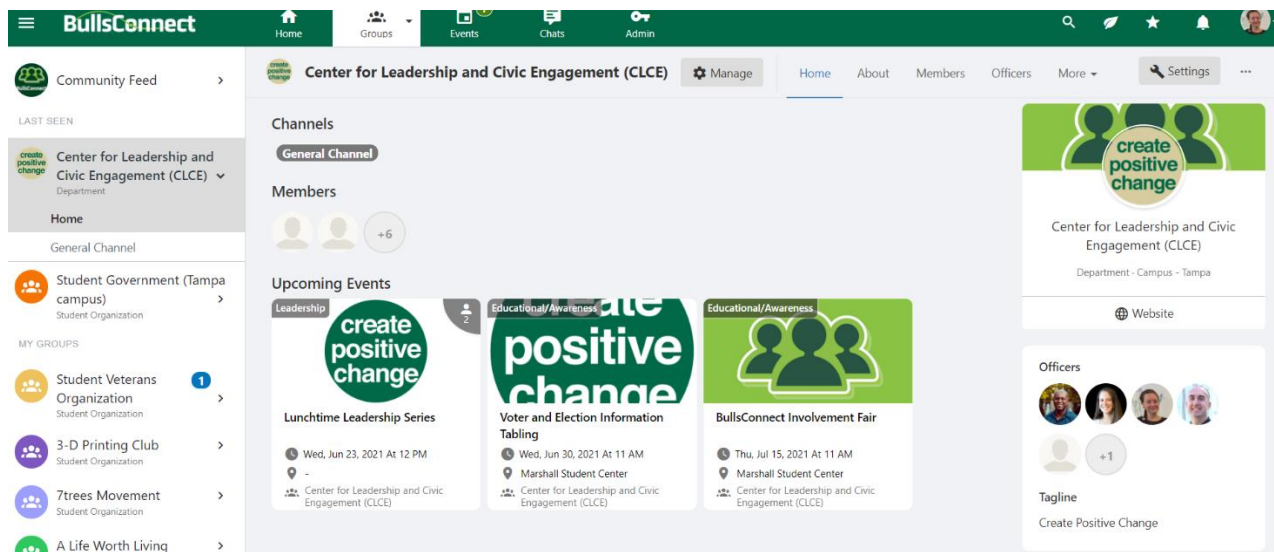 BullsConnect
Home
Groups
Events
Chats
Admin
Community Feed
LAST SEEN
create
positive
change
Center for Leadership and
Civic Engagement (CLCE)
Department
Home
General Channel
Student Government (Tampa
campus)
Student Organization
MY GROUPS
Student Veterans
Organization
1
Student Organization
3-D Printing Club
Student Organization
7trees Movement
Student Organization
A Life Worth Living
create
positive
change
Center for Leadership and Civic Engagement (CLCE)
Manage
Home
About
Members
Officers
More
Settings
Channels
General Channel
Members
+6
Upcoming Events
Leadership
2
create
positive
change
Lunchtime Leadership Series
Wed, Jun 23, 2021 At 12 PM
-
Center for Leadership and Civic
Engagement (CLCE)
Educational/Awareness
create
positive
change
Voter and Election Information
Tabling
Wed, Jun 30, 2021 At 11 AM
Marshall Student Center
Center for Leadership and Civic
Engagement (CLCE)
Educational/Awareness
BullsConnect Involvement Fair
Thu, Jul 15, 2021 At 11 AM
Marshall Student Center
Center for Leadership and Civic
Engagement (CLCE)
create
positive
change
Center for Leadership and Civic
Engagement (CLCE)
Department - Campus - Tampa
Website
Officers
+1
Tagline
Create Positive Change